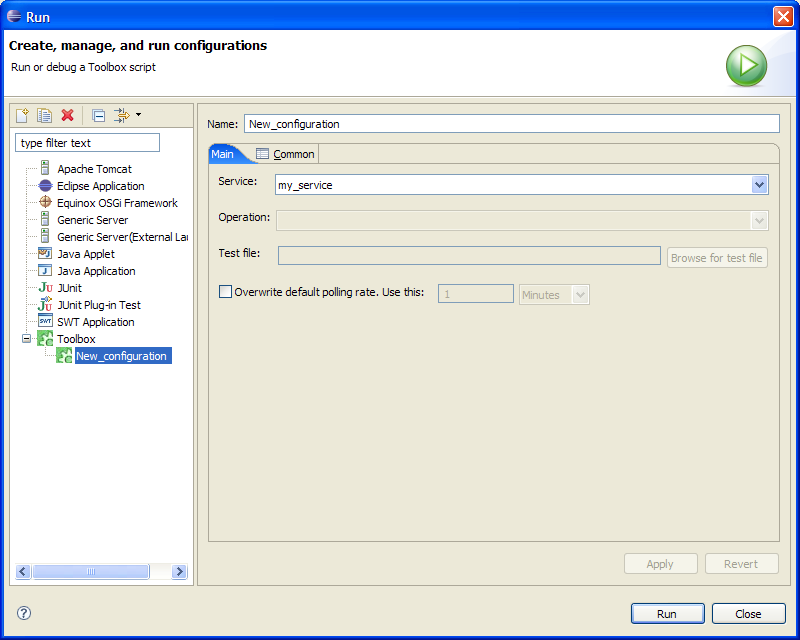 Run
Create, manage, and run configurations
Run or debug a Toolbox script
type filter text
Apache Tomcat
Eclipse Application
Equinox OSGi Framework
Generic Server
Generic Server(External Lau
Java Applet
Java Application
JUnit
JUnit Plug-in Test
SWT Application
Toolbox
New_configuration
Name: New_configuration
Main Common
Service: my_service
Operation:
Test file: Browse for test file
Overwrite default polling rate. Use this: 1 Minutes
Apply Revert
Run Close